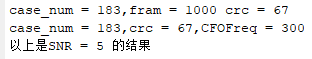 case_num = 183,fram = 1000 crc = 67
case_num = 183,crc = 67,CFOFreq = 300
以上是SNR = 5 的结果